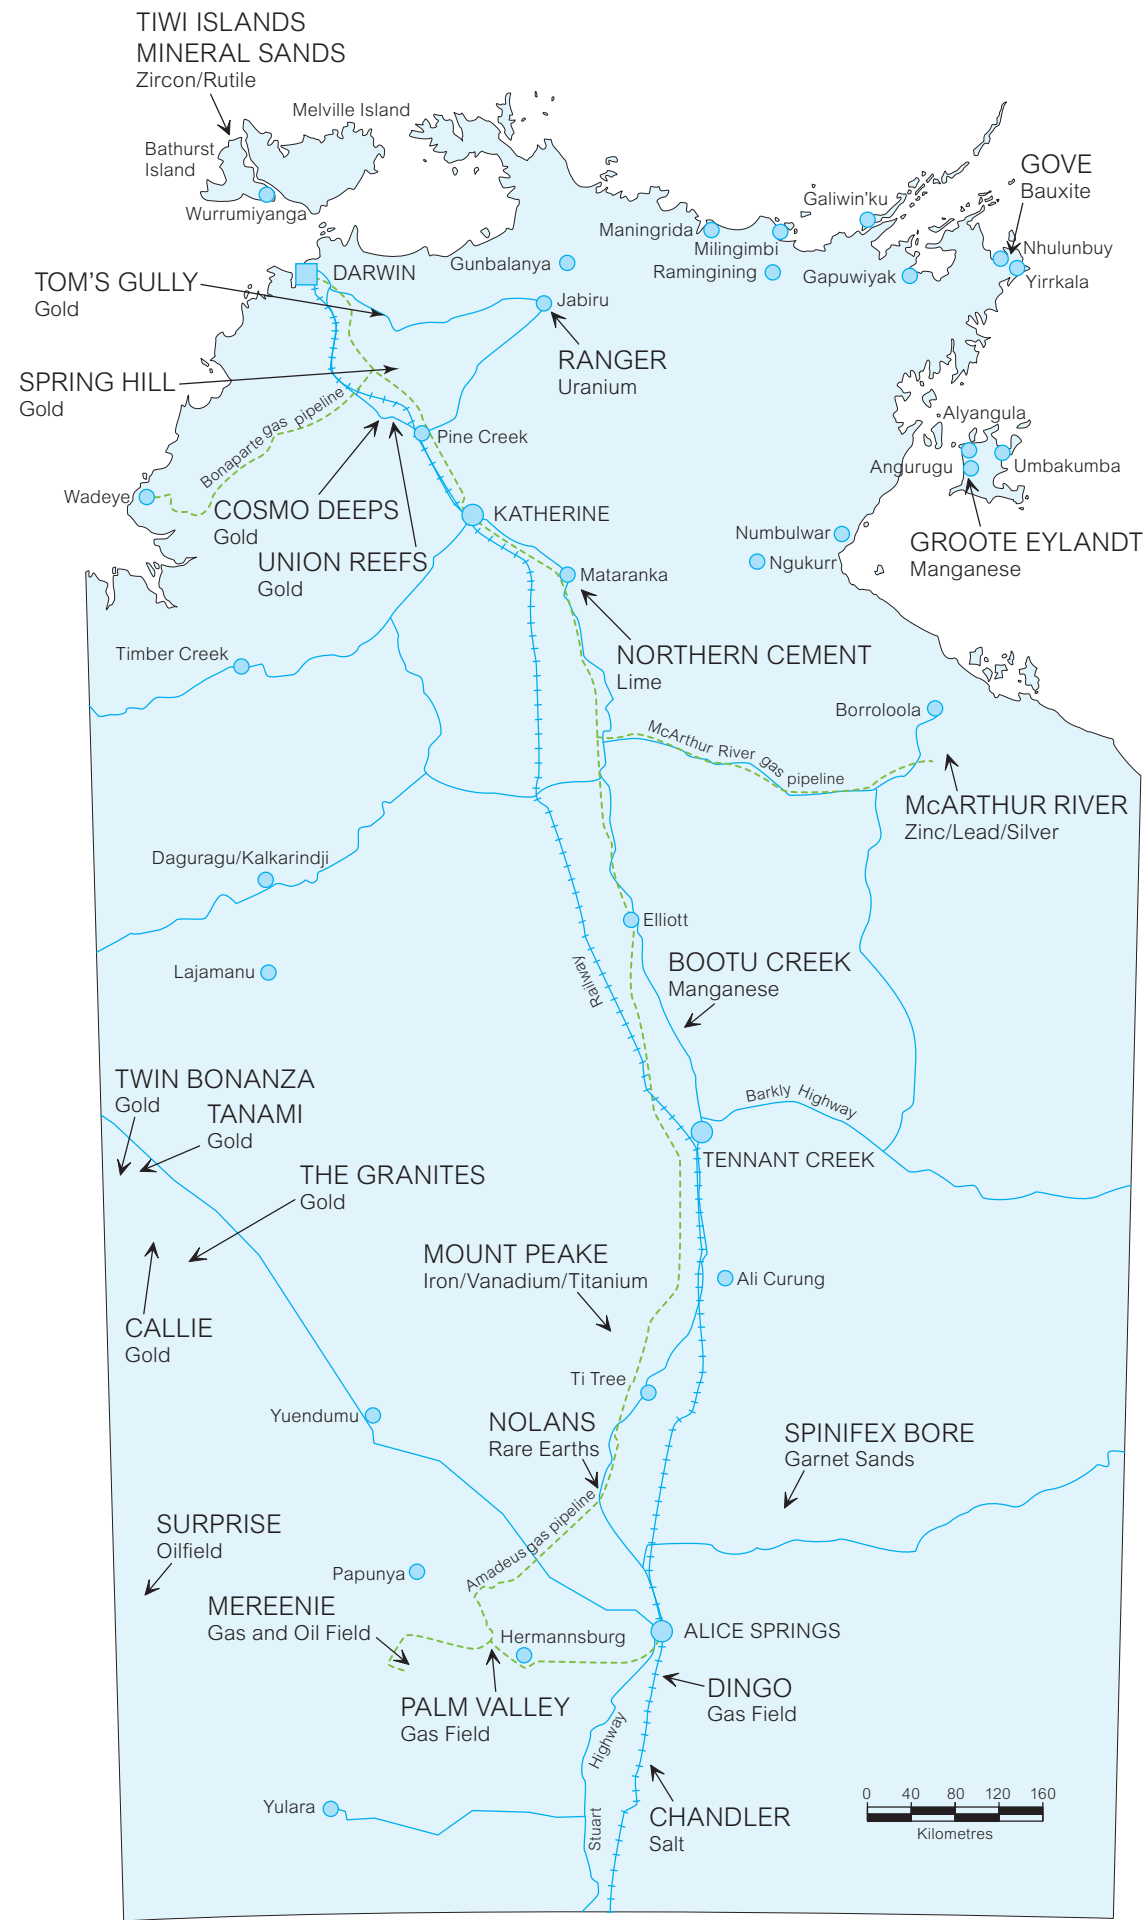 TIWI ISLANDS
MINERAL SANDS
Zircon/Rutile
Melville Island
Bathurst
Island
Wurrumiyanga
GOVE
Bauxite
Galiwin'ku
Maningrida
Milingimbi
Ramingining
Gapuwiyak
Nhulunbuy
Yirrkala
DARWIN
Gunbalanya
TOM'S GULLY
Gold
Jabiru
RANGER
Uranium
SPRING HILL
Gold
Bonaparte gas pipeline
Pine Creek
Alyangula
Angurugu
Umbakumba
Wadeye
COSMO DEEPS
Gold
KATHERINE
UNION REEFS
Gold
Numbulwar
Ngukurr
GROOTE EYLANDT
Manganese
Mataranka
Timber Creek
NORTHERN CEMENT
Lime
Borroloola
McArthur River gas pipeline
McARTHUR RIVER
Zinc/Lead/Silver
Daguragu/Kalkarindji
Elliott
Lajamanu
Railway
BOOTU CREEK
Manganese
TWIN BONANZA
Gold
TANAMI
Gold
Barkly Highway
TENNANT CREEK
THE GRANITES
Gold
MOUNT PEAKE
Iron/Vanadium/Titanium
Ali Curung
CALLIE
Gold
Ti Tree
Yuendumu
NOLANS
Rare Earths
SPINIFEX BORE
Garnet Sands
Amadeus gas pipeline
SURPRISE
Oilfield
Papunya
MEREENIE
Gas and Oil Field
Hermannsburg
ALICE SPRINGS
PALM VALLEY
Gas Field
DINGO
Gas Field
Stuart Highway
Yulara
CHANDLER
Salt
0 40 80 120 160
Kilometres